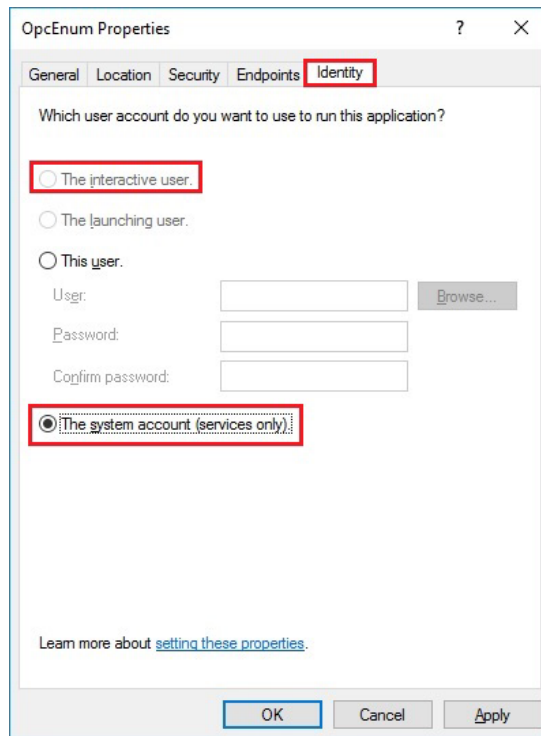 OpcEnum Properties ?
General Location Security Endpoints Identity
Which user account do you want to use to run this application?
The interactive user.
The launching user.
This user.
User: Browse...
Password:
Confirm password:
The system account (services only).
Learn more about setting these properties.
OK Cancel Apply